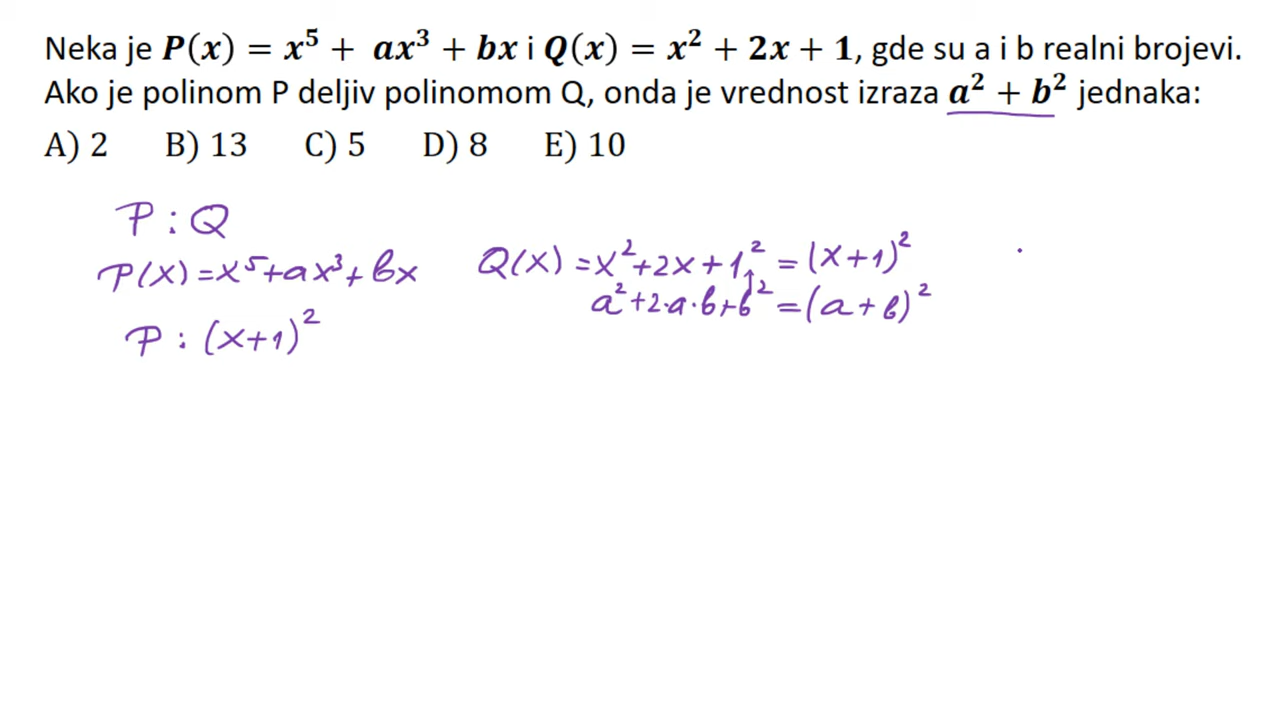 Neka je P(x) = x⁵ + ax³ + bx i Q(x) = x² + 2x + 1, gde su a i b realni brojevi.
Ako je polinom P deljiv polinomom Q, onda je vrednost izraza a² + b² jednaka:
A) 2 B) 13 C) 5 D) 8 E) 10
P : Q
P(x) = x⁵ + ax³ + bx Q(x) = x² + 2x + 1² = (x+1)²
a² + 2·a·b + b² = (a+b)²
P : (x+1)²